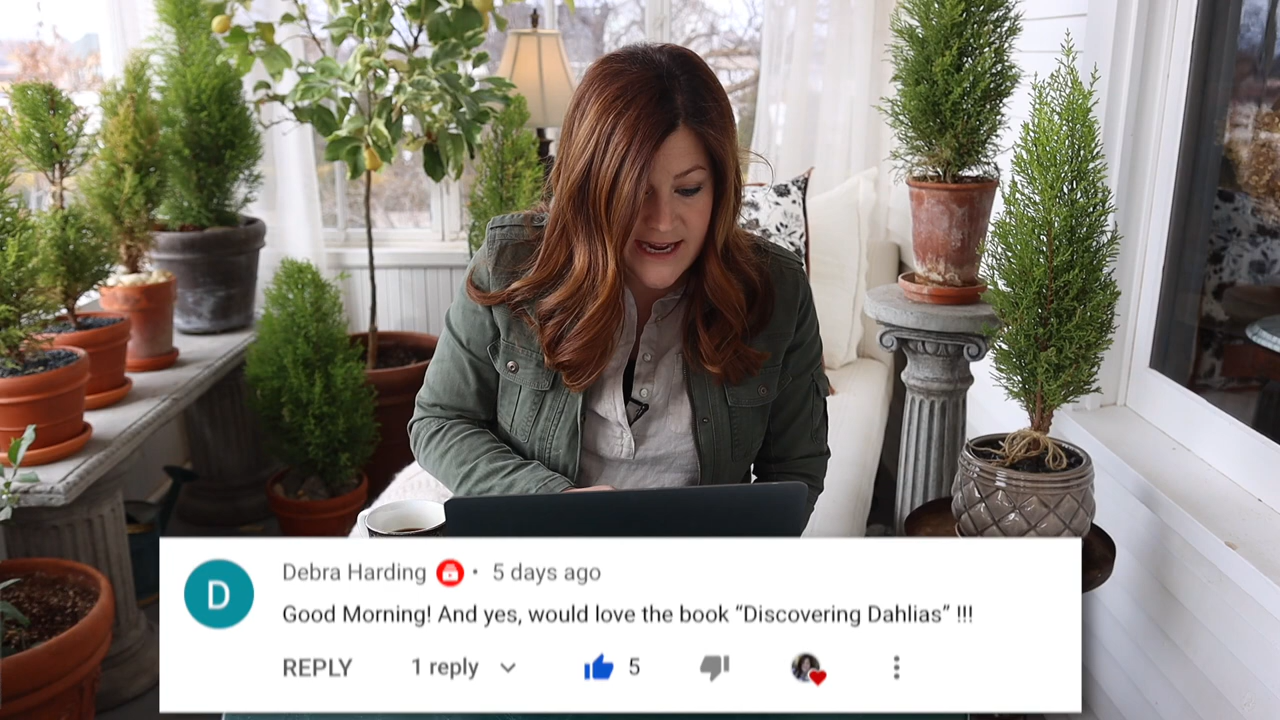 D
Debra Harding • 5 days ago
Good Morning! And yes, would love the book “Discovering Dahlias” !!!
REPLY 1 reply 5